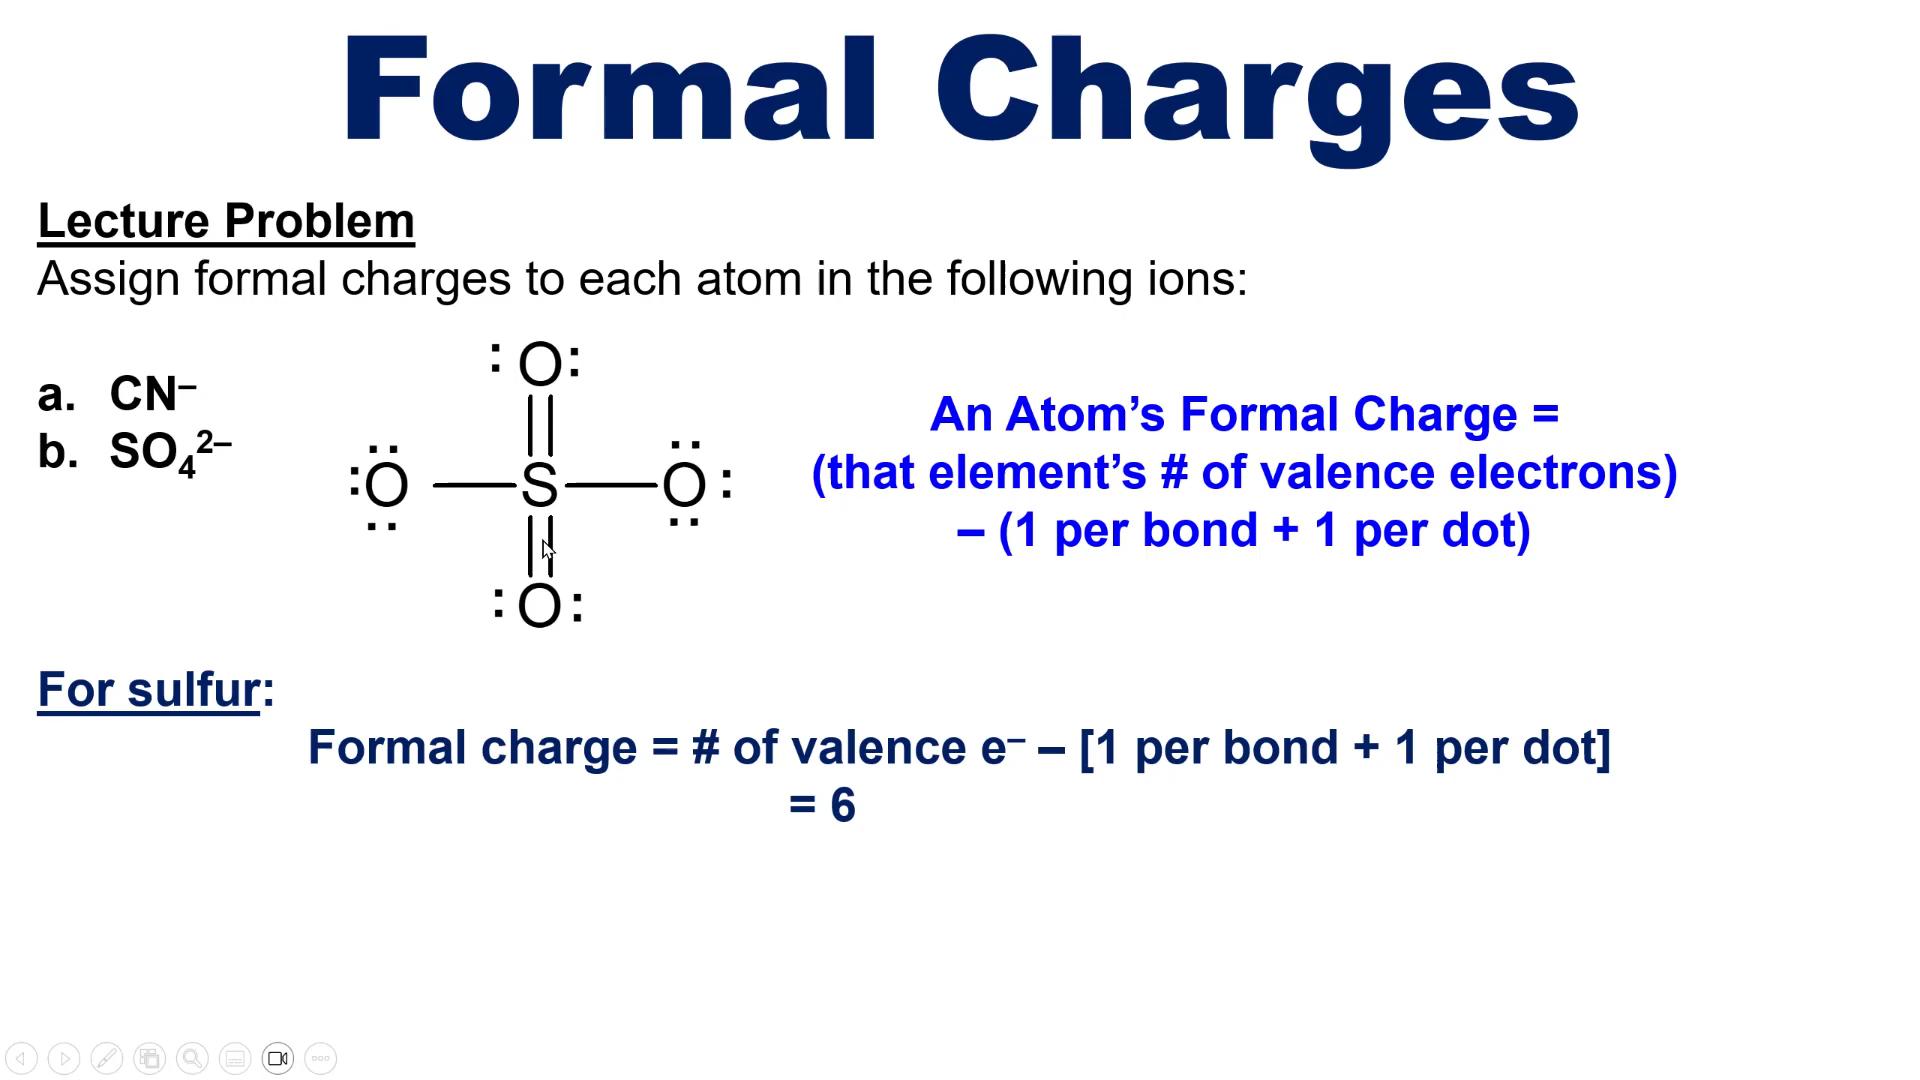 Formal Charges
Lecture Problem
Assign formal charges to each atom in the following ions:
a. CN–
b. SO₄²–
:O:
:O S O:
:O:
An Atom’s Formal Charge =
(that element’s # of valence electrons)
– (1 per bond + 1 per dot)
For sulfur:
Formal charge = # of valence e– – [1 per bond + 1 per dot]
= 6